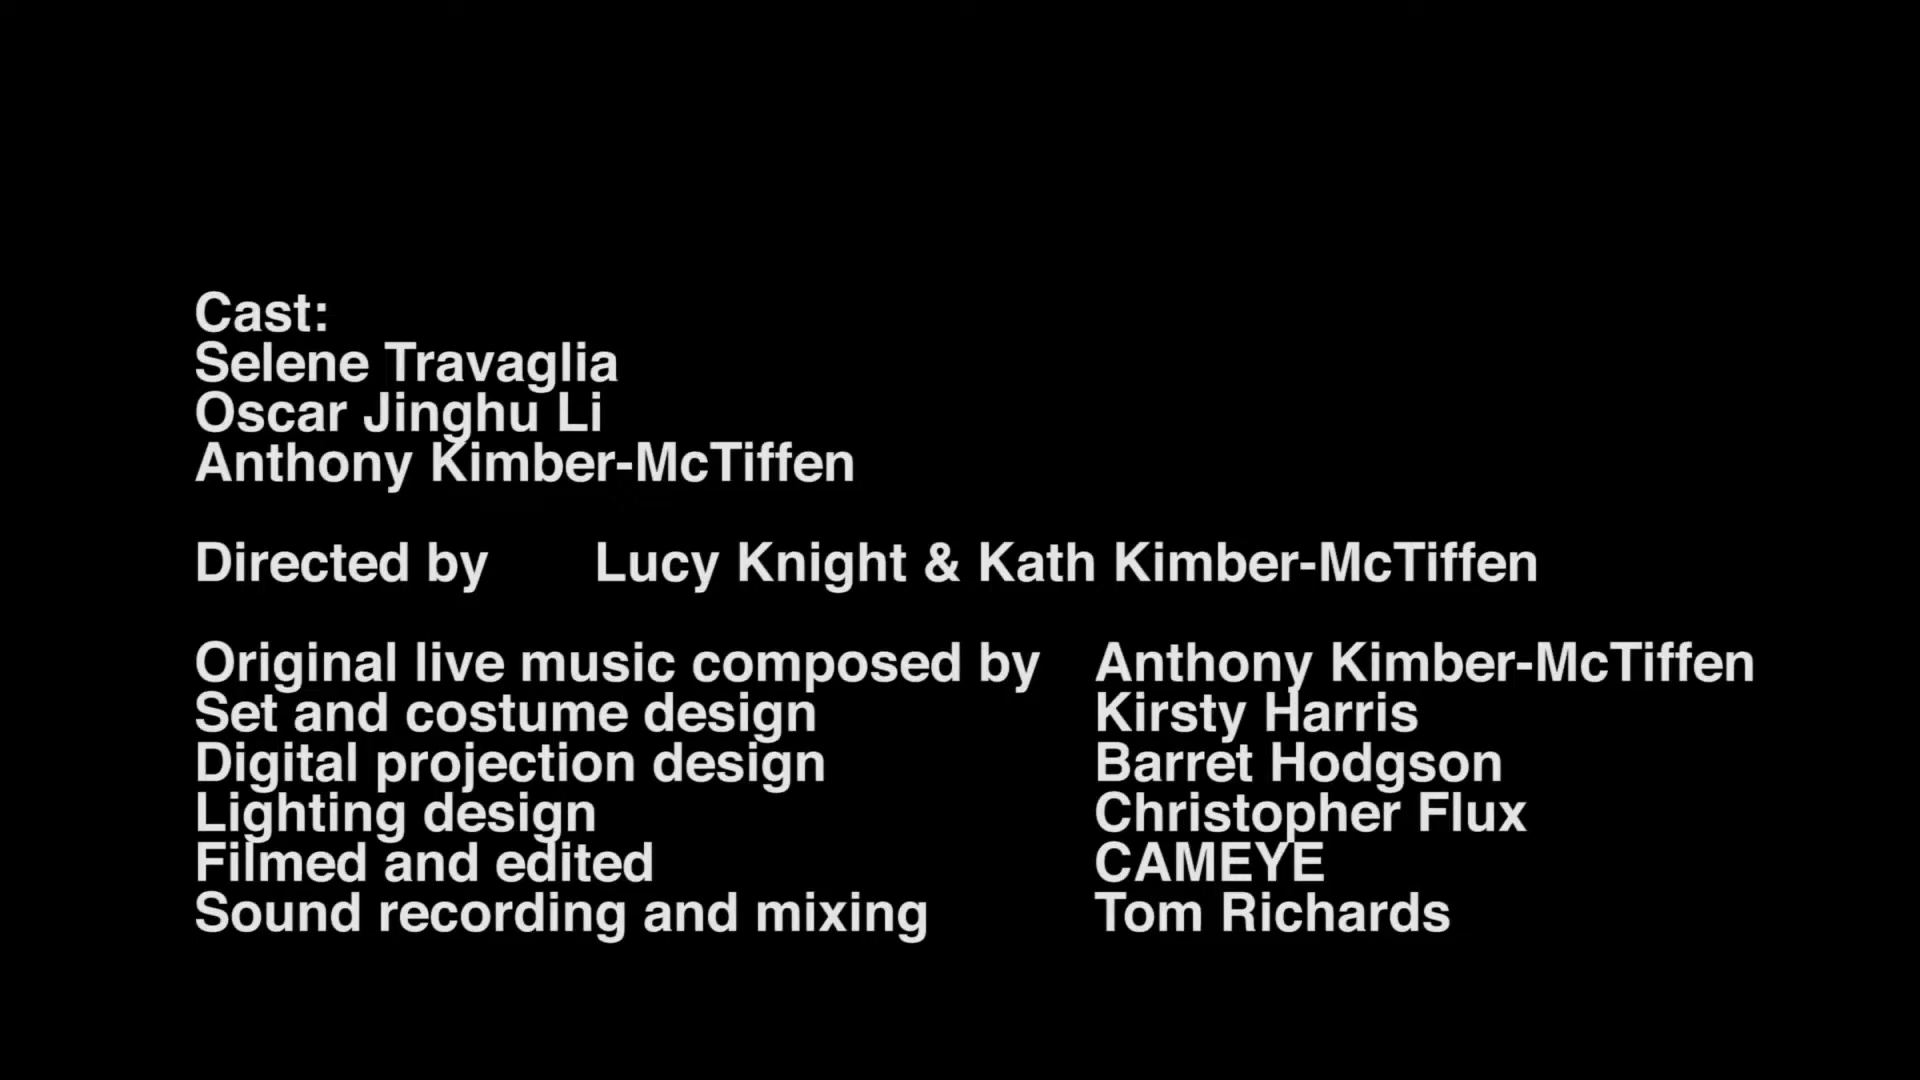 Cast:
Selene Travaglia
Oscar Jinghu Li
Anthony Kimber-McTiffen
Directed by Lucy Knight & Kath Kimber-McTiffen
Original live music composed by Anthony Kimber-McTiffen
Set and costume design Kirsty Harris
Digital projection design Barret Hodgson
Lighting design Christopher Flux
Filmed and edited CAMEYE
Sound recording and mixing Tom Richards